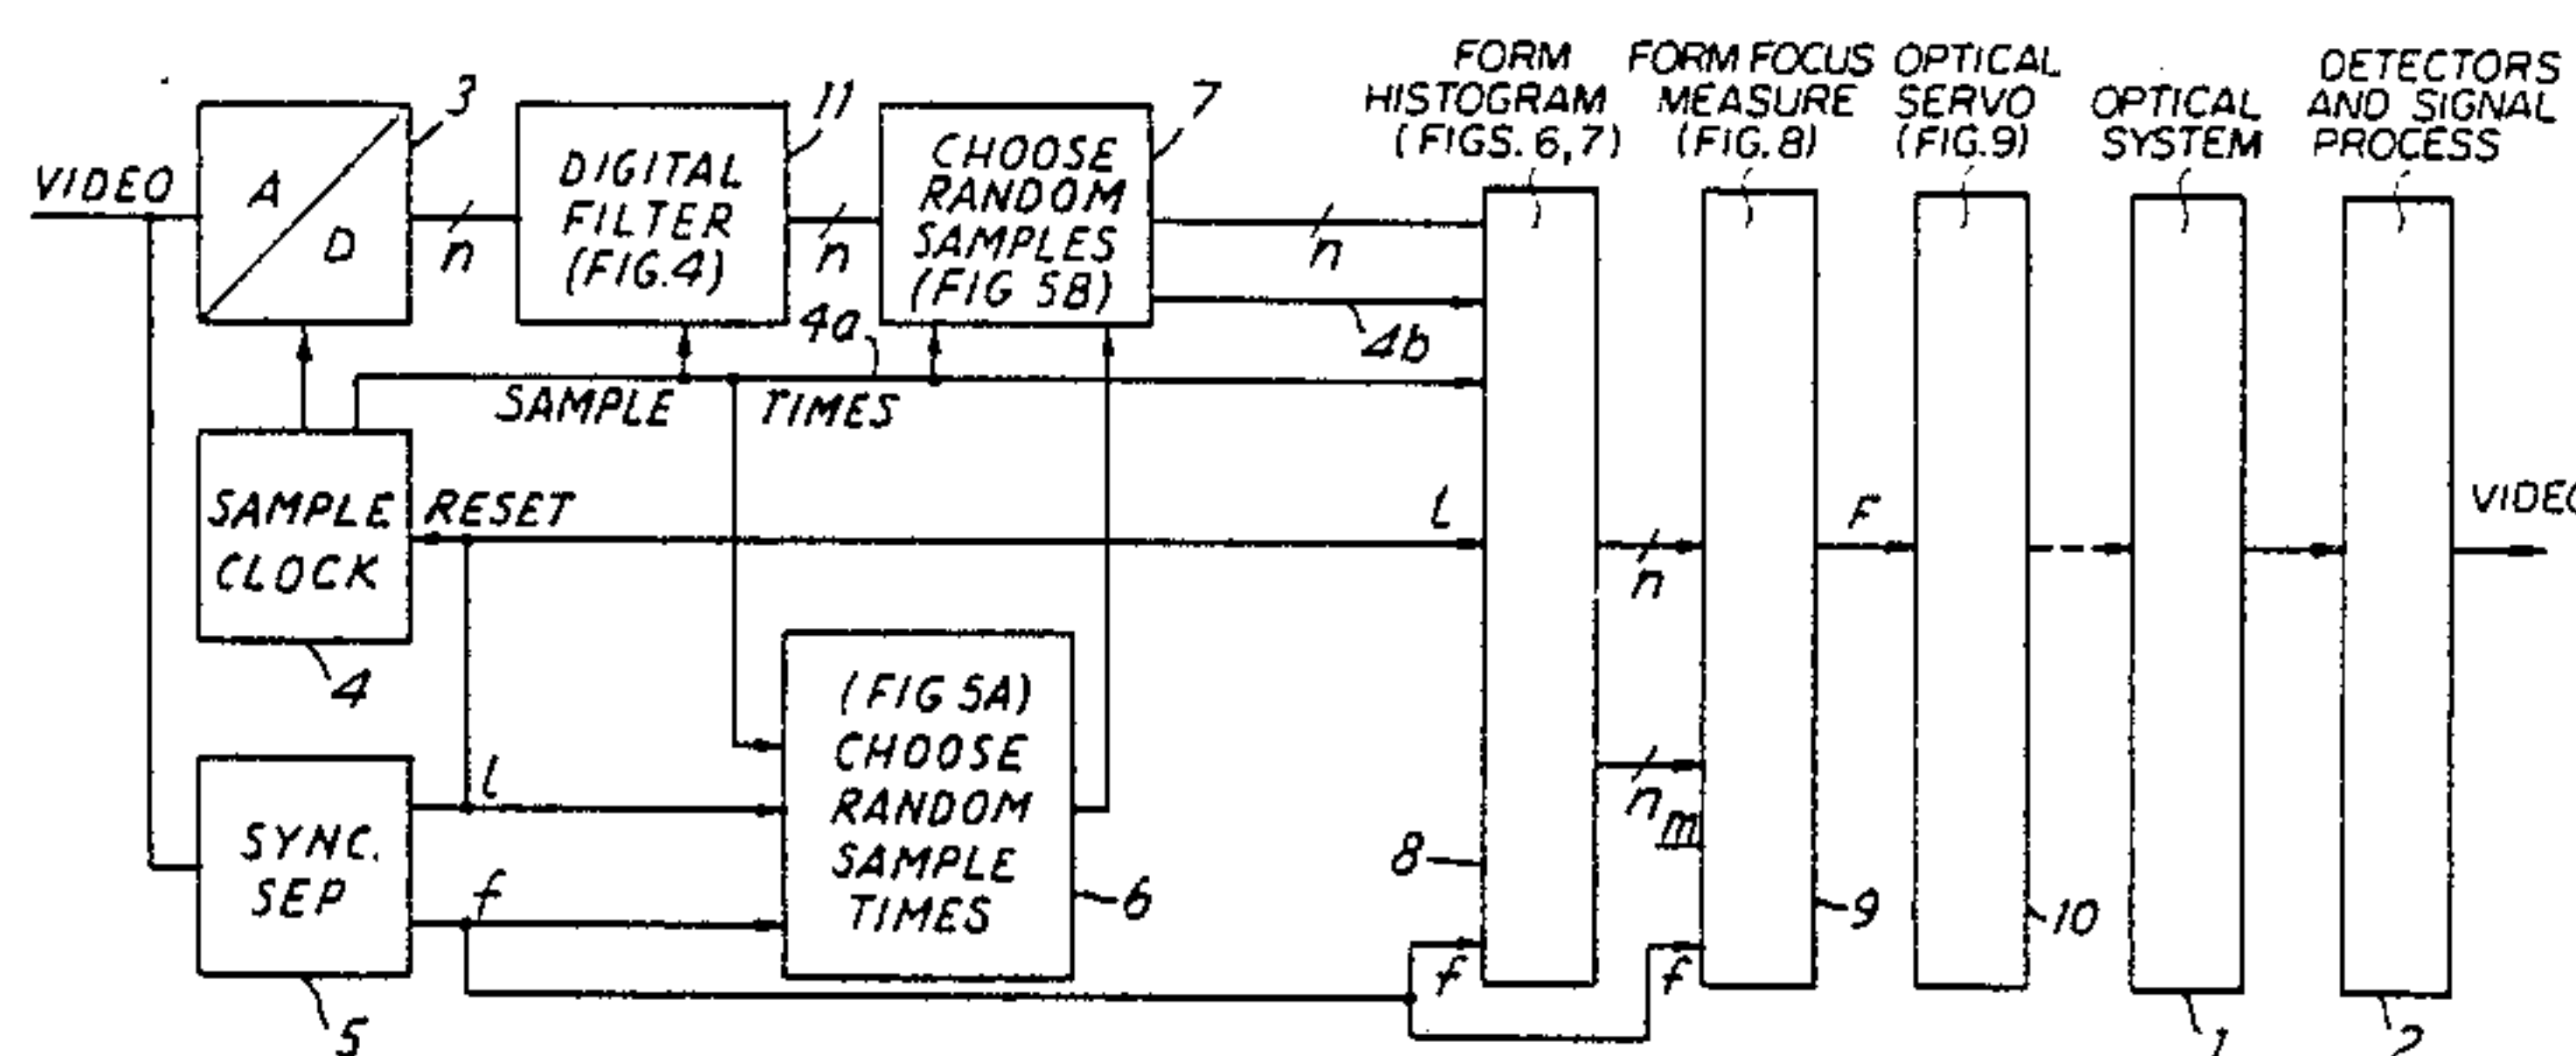 VIDEO
A
D
3
n
DIGITAL
FILTER
(FIG.4)
11
n
CHOOSE
RANDOM
SAMPLES
(FIG 5B)
7
n
4b
4a
SAMPLE TIMES
SAMPLE
CLOCK
4
RESET
l
SYNC.
SEP
5
l
f
(FIG 5A)
CHOOSE
RANDOM
SAMPLE
TIMES
6
FORM
HISTOGRAM
(FIGS. 6,7)
8
f
n
n
m
FORM FOCUS
MEASURE
(FIG. 8)
9
f
F
OPTICAL
SERVO
(FIG.9)
10
OPTICAL
SYSTEM
1
DETECTORS
AND SIGNAL
PROCESS
2
VIDEO